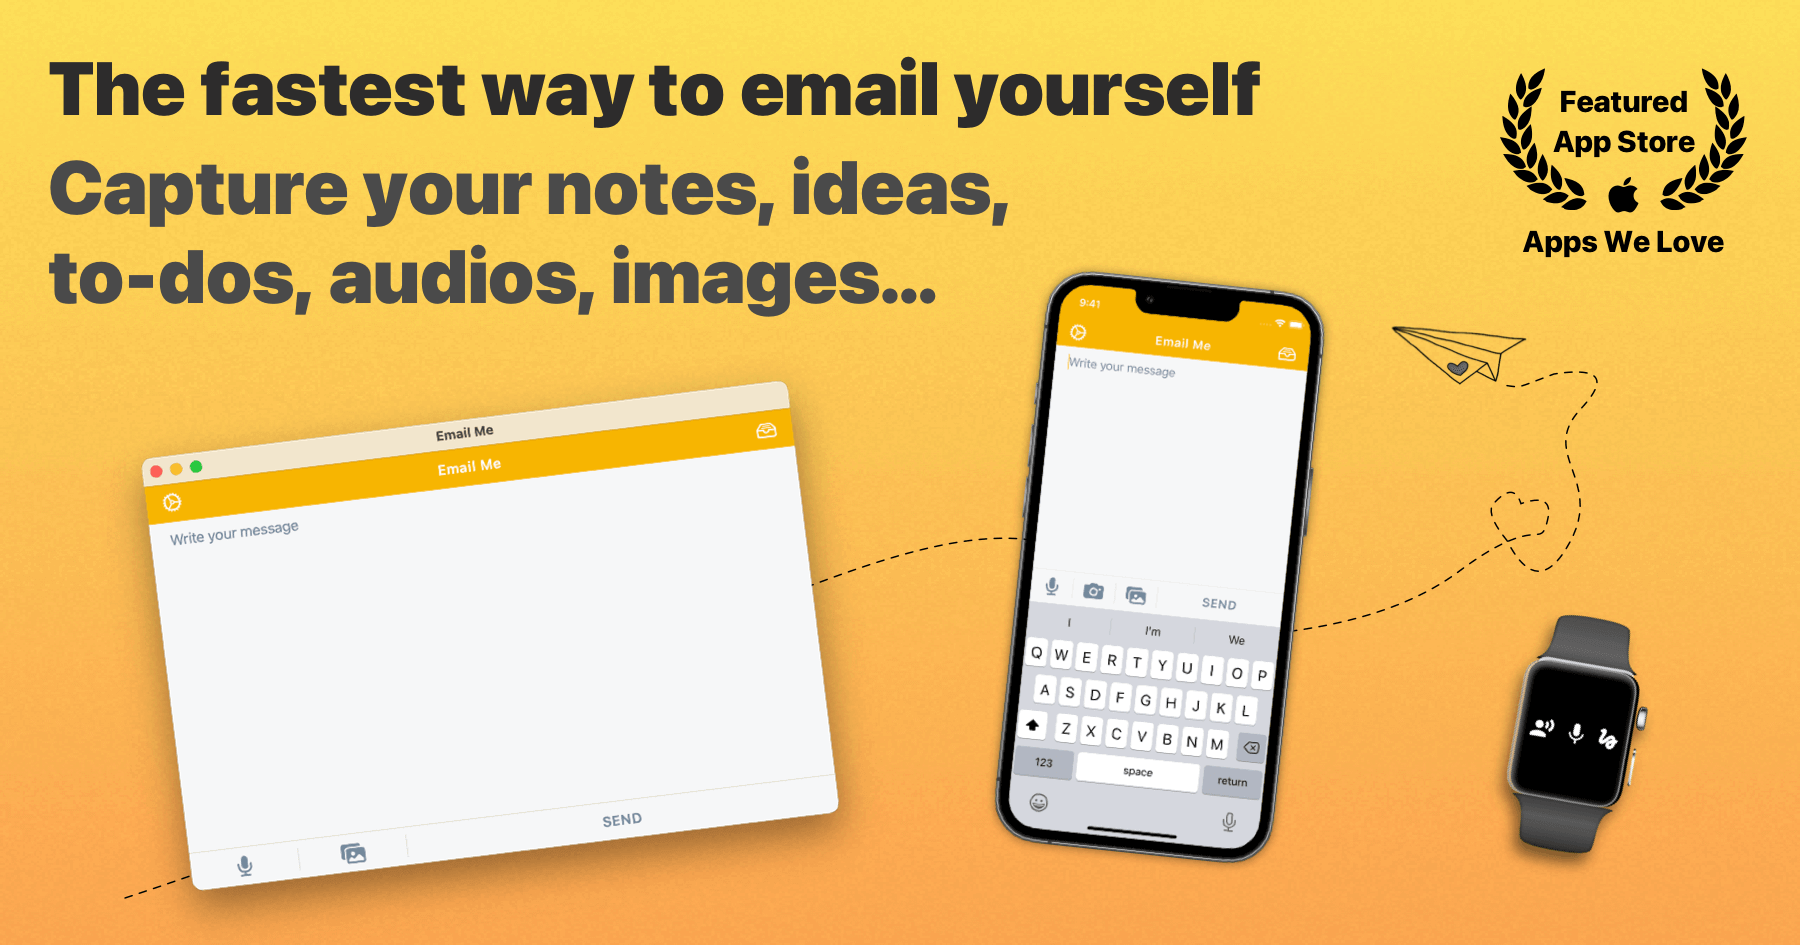 The fastest way to email yourself
Capture your notes, ideas,
to-dos, audios, images...
Featured
App Store
Apps We Love
Email Me
Email Me
Write your message
SEND
9:41
Email Me
Write your message
SEND
I I'm We
Q W E R T Y U I O P
A S D F G H J K L
Z X C V B N M
123 space return